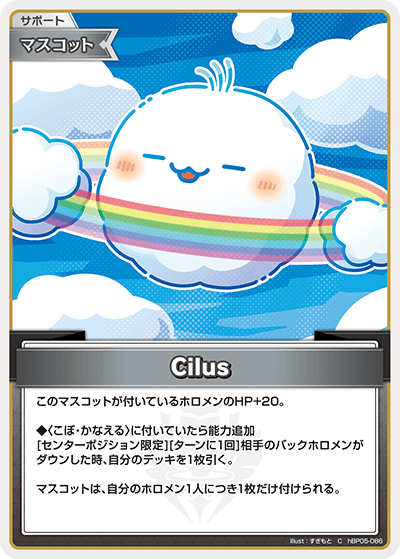 サポート
マスコット
Cilus
このマスコットが付いているホロメンのHP+20。
◆〈こぼ・かなえる〉に付いていたら能力追加
[センターポジション限定][ターンに1回]相手のバックホロメンが
ダウンした時、自分のデッキを1枚引く。
マスコットは、自分のホロメン1人につき1枚だけ付けられる。
illust：すぎもと C hBP05-086